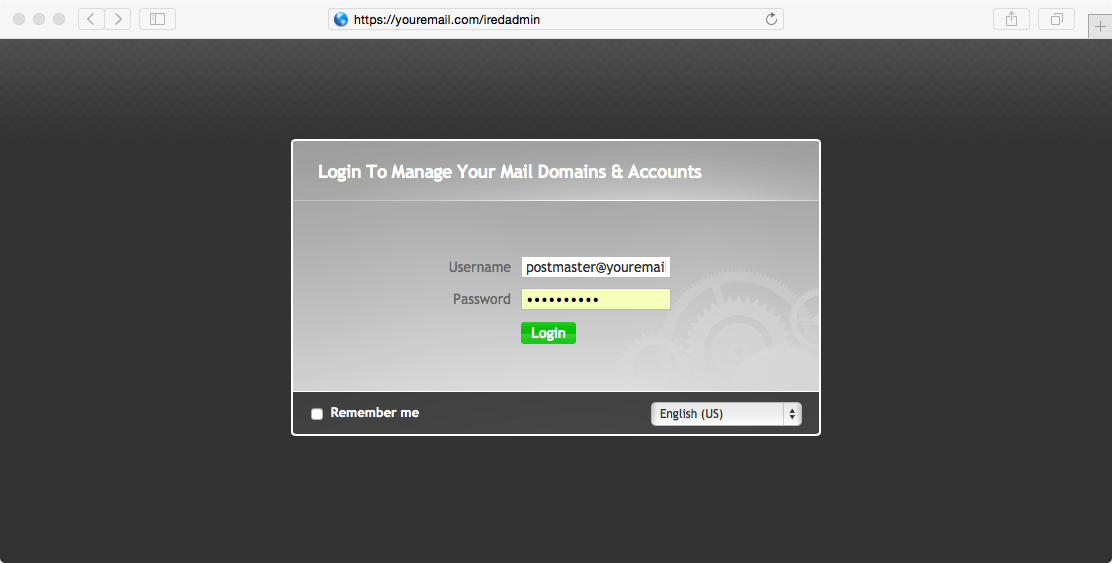 https://youremail.com/iredadmin
Login To Manage Your Mail Domains & Accounts
Username postmaster@youremai
Password ••••••••••
Login
Remember me English (US)